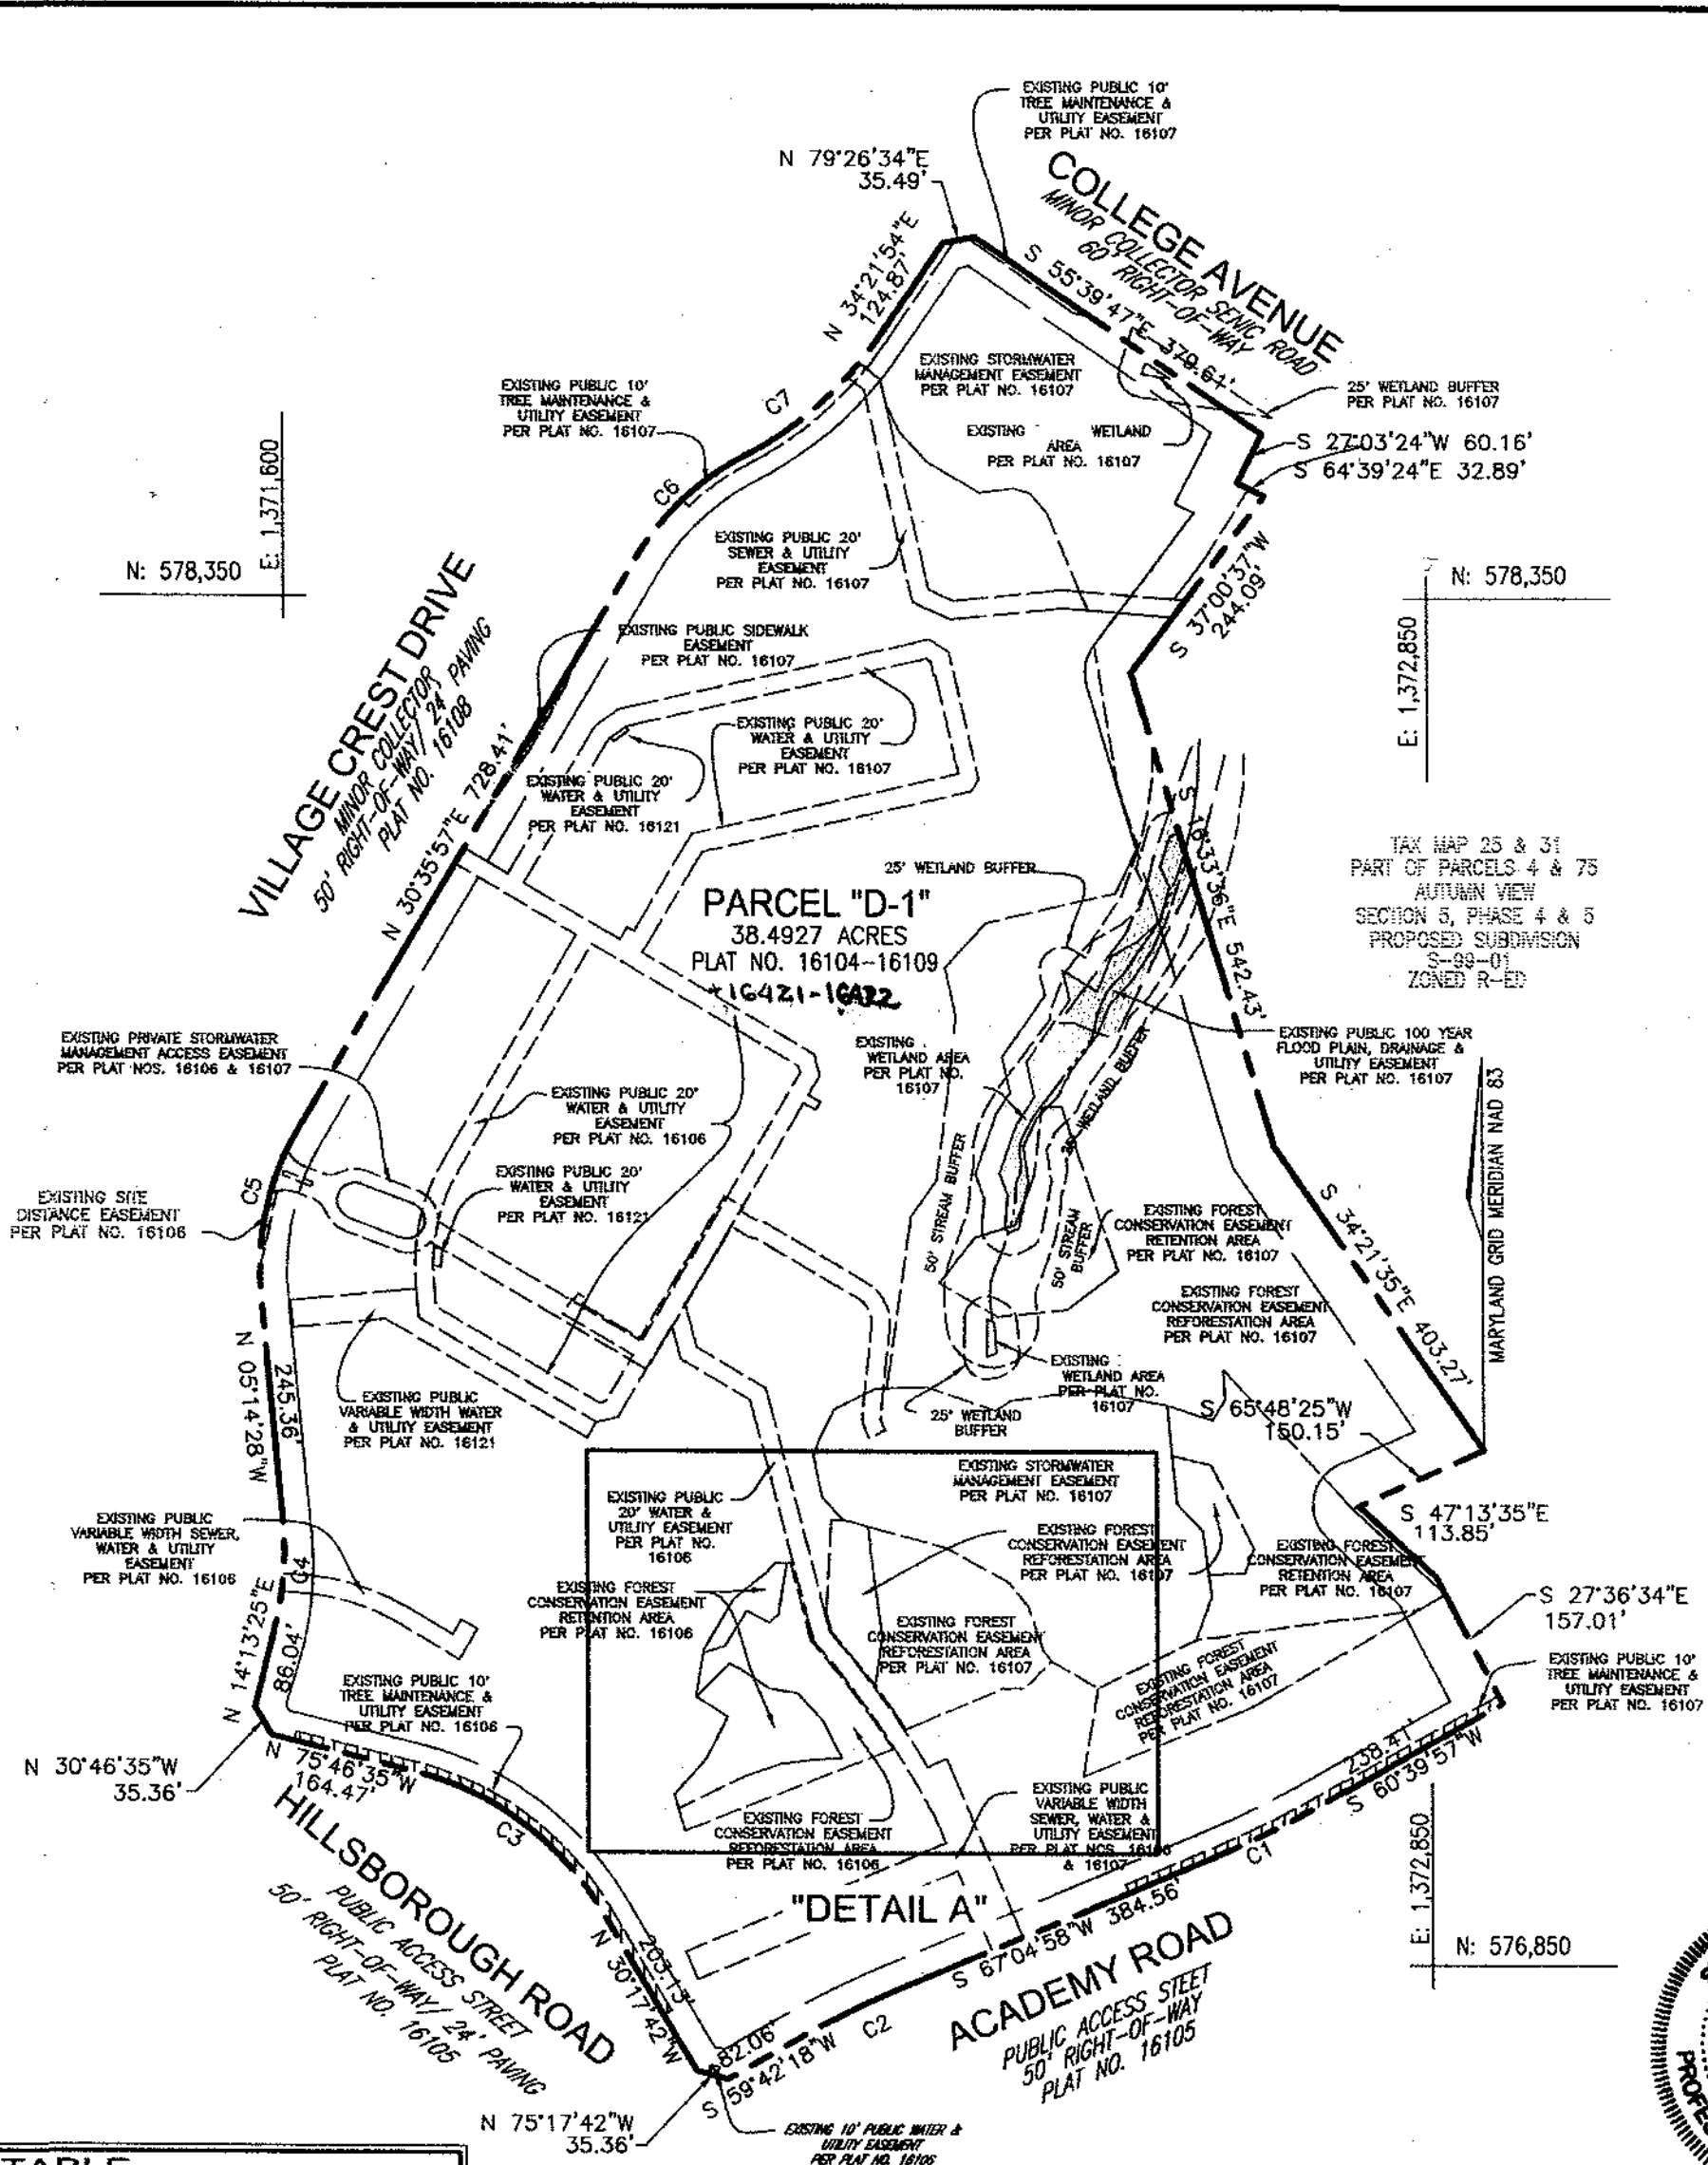 EXISTING PUBLIC 10'
TREE MAINTENANCE &
UTILITY EASEMENT
PER PLAT NO. 16107
N 79°26'34"E
35.49'
COLLEGE AVENUE
MINOR COLLECTOR SENIC ROAD
60' RIGHT-OF-WAY
N 34°21'54"E
124.87'
S 55°39'47"E 370.61'
EXISTING STORMWATER
MANAGEMENT EASEMENT
PER PLAT NO. 16107
EXISTING PUBLIC 10'
TREE MAINTENANCE &
UTILITY EASEMENT
PER PLAT NO. 16107
C7
25' WETLAND BUFFER
PER PLAT NO. 16107
EXISTING WETLAND
AREA
PER PLAT NO. 16107
S 27°03'24"W 60.16'
S 64°39'24"E 32.89'
C6
E: 1,371,600
N: 578,350
EXISTING PUBLIC 20'
SEWER & UTILITY
EASEMENT
PER PLAT NO. 16107
S 37°00'37"W
244.09'
N: 578,350
E: 1,372,850
VILLAGE CREST DRIVE
MINOR COLLECTOR
50' RIGHT-OF-WAY/ 24' PAVING
PLAT NO. 16108
EXISTING PUBLIC SIDEWALK
EASEMENT
PER PLAT NO. 16107
EXISTING PUBLIC 20'
WATER & UTILITY
EASEMENT
PER PLAT NO. 16107
EXISTING PUBLIC 20'
WATER & UTILITY
EASEMENT
PER PLAT NO. 16121
N 30°35'57"E 728.41'
TAX MAP 25 & 31
PART OF PARCELS 4 & 75
AUTUMN VIEW
SECTION 5, PHASE 4 & 5
PROPOSED SUBDIVISION
S-99-01
ZONED R-ED
25' WETLAND BUFFER
PARCEL "D-1"
38.4927 ACRES
PLAT NO. 16104-16109
+16421-16422
S 16°33'36"E 542.43'
EXISTING PRIVATE STORMWATER
MANAGEMENT ACCESS EASEMENT
PER PLAT NOS. 16106 & 16107
EXISTING
WETLAND AREA
PER PLAT NO.
16107
25' WETLAND BUFFER
EXISTING PUBLIC 100 YEAR
FLOOD PLAIN, DRAINAGE &
UTILITY EASEMENT
PER PLAT NO. 16107
MARYLAND GRID MERIDIAN NAD 83
EXISTING PUBLIC 20'
WATER & UTILITY
EASEMENT
PER PLAT NO. 16106
EXISTING PUBLIC 20'
WATER & UTILITY
EASEMENT
PER PLAT NO. 16121
C5
EXISTING SITE
DISTANCE EASEMENT
PER PLAT NO. 16106
50' STREAM BUFFER
50' STREAM
BUFFER
EXISTING FOREST
CONSERVATION EASEMENT
RETENTION AREA
PER PLAT NO. 16107
S 34°21'35"E 403.27'
EXISTING FOREST
CONSERVATION EASEMENT
REFORESTATION AREA
PER PLAT NO. 16107
N 05°14'28"W
245.36'
EXISTING
WETLAND AREA
PER PLAT NO.
16107
25' WETLAND
BUFFER
S 65°48'25"W
150.15'
EXISTING PUBLIC
VARIABLE WIDTH WATER
& UTILITY EASEMENT
PER PLAT NO. 16121
EXISTING STORMWATER
MANAGEMENT EASEMENT
PER PLAT NO. 16107
EXISTING PUBLIC
20' WATER &
UTILITY EASEMENT
PER PLAT NO.
16106
S 47°13'35"E
113.85'
EXISTING PUBLIC
VARIABLE WIDTH SEWER,
WATER & UTILITY
EASEMENT
PER PLAT NO. 16106
C4
EXISTING FOREST
CONSERVATION EASEMENT
REFORESTATION AREA
PER PLAT NO. 16107
EXISTING FOREST
CONSERVATION EASEMENT
RETENTION AREA
PER PLAT NO. 16107
EXISTING FOREST
CONSERVATION EASEMENT
RETENTION AREA
PER PLAT NO. 16106
S 27°36'34"E
157.01'
EXISTING FOREST
CONSERVATION EASEMENT
REFORESTATION AREA
PER PLAT NO. 16107
EXISTING FOREST
CONSERVATION EASEMENT
REFORESTATION AREA
PER PLAT NO. 16107
N 14°13'25"E
86.04'
EXISTING PUBLIC 10'
TREE MAINTENANCE &
UTILITY EASEMENT
PER PLAT NO. 16106
EXISTING PUBLIC 10'
TREE MAINTENANCE &
UTILITY EASEMENT
PER PLAT NO. 16107
N 30°46'35"W
35.36'
N 75°46'35"W
164.47'
238.41'
S 60°39'57"W
EXISTING FOREST
CONSERVATION EASEMENT
REFORESTATION AREA
PER PLAT NO. 16106
EXISTING PUBLIC
VARIABLE WIDTH
SEWER, WATER &
UTILITY EASEMENT
PER PLAT NOS. 16106
& 16107
C3
C1
HILLSBOROUGH ROAD
PUBLIC ACCESS STREET
50' RIGHT-OF-WAY/ 24' PAVING
PLAT NO. 16105
"DETAIL A"
384.56'
S 67°04'58"W
E: 1,372,850
N: 576,850
203.13'
N 30°17'42"W
ACADEMY ROAD
PUBLIC ACCESS STEET
50' RIGHT-OF-WAY
PLAT NO. 16105
C2
82.06'
S 59°42'18"W
N 75°17'42"W
35.36'
EXISTING 10' PUBLIC WATER &
UTILITY EASEMENT
PER PLAT NO. 16106
TABLE